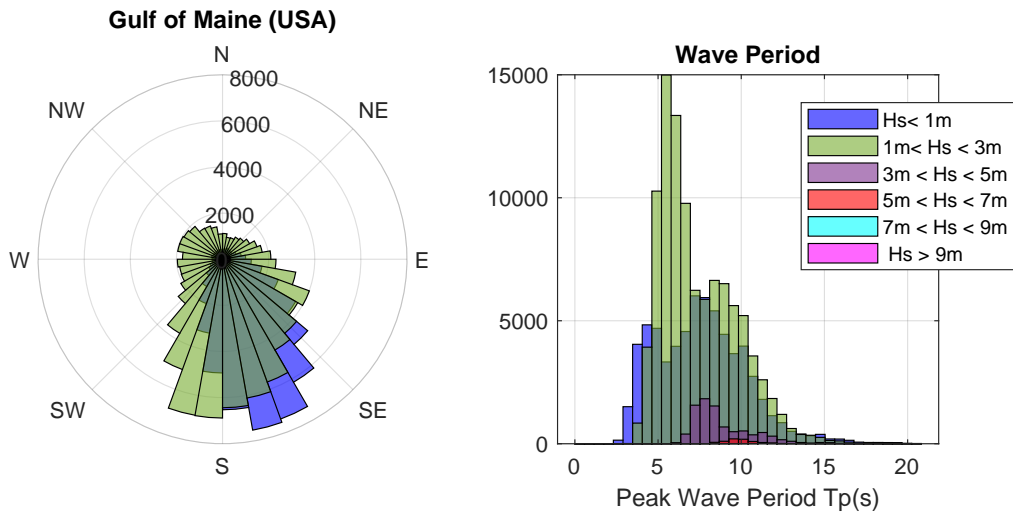 Gulf of Maine (USA)
N
8000
NW
NE
6000
4000
2000
W
E
SW
SE
S
Wave Period
15000
10000
5000
0
0
5
10
15
20
Peak Wave Period Tp(s)
Hs< 1m
1m< Hs < 3m
3m < Hs < 5m
5m < Hs < 7m
7m < Hs < 9m
Hs > 9m